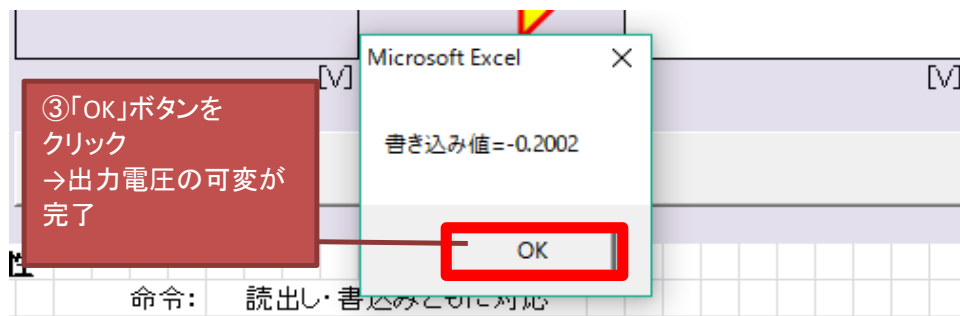 Microsoft Excel
[V]
[V]
③「OK」ボタンを
クリック
→出力電圧の可変が
完了
書き込み値=-0.2002
OK
性
命令: 読出し・書込みともに対応